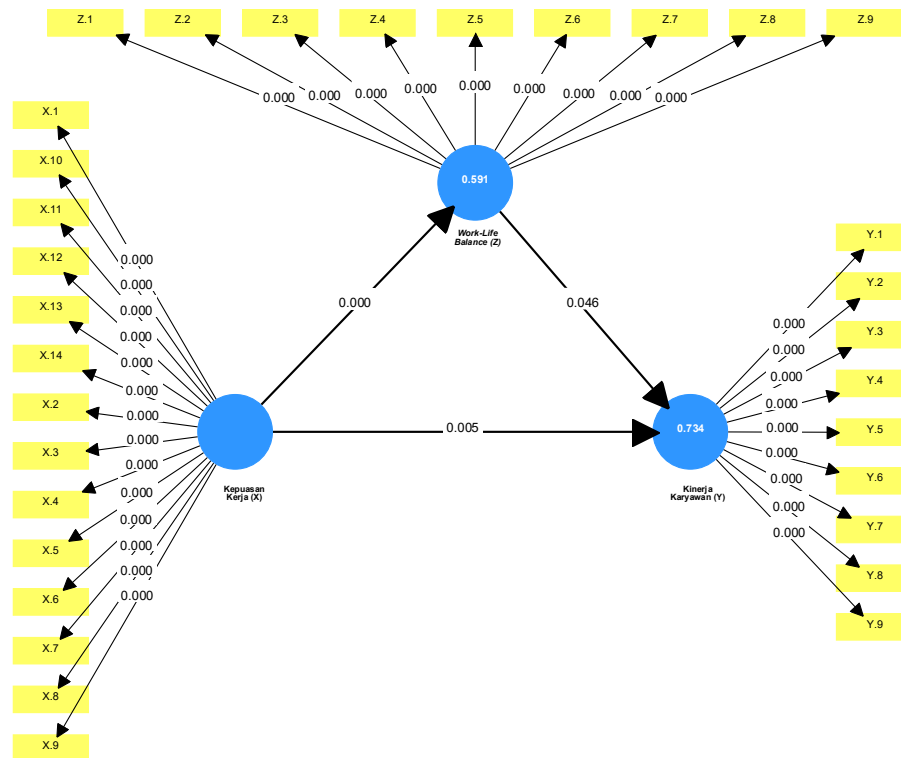 Z.1 Z.2 Z.3 Z.4 Z.5 Z.6 Z.7 Z.8 Z.9
0.000 0.000 0.000 0.000 0.000 0.000 0.000 0.000 0.000
0.591
Work-Life
Balance (Z)
X.1
X.10
X.11
X.12
X.13
X.14
X.2
X.3
X.4
X.5
X.6
X.7
X.8
X.9
0.000
0.000
0.000
0.000
0.000
0.000
0.000
0.000
0.000
0.000
0.000
0.000
0.000
0.000
Kepuasan
Kerja (X)
0.000
0.046
0.005
0.734
Kinerja
Karyawan (Y)
0.000
0.000
0.000
0.000
0.000
0.000
0.000
0.000
0.000
Y.1
Y.2
Y.3
Y.4
Y.5
Y.6
Y.7
Y.8
Y.9